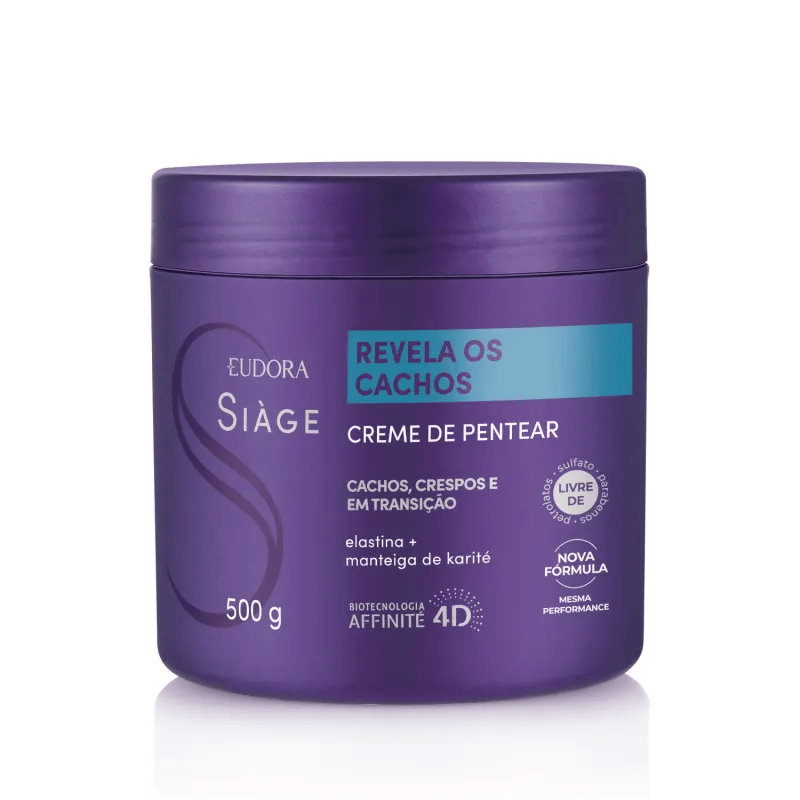 EUDORA
SIÀGE
500 g
REVELA OS
CACHOS
CREME DE PENTEAR
CACHOS, CRESPOS E
EM TRANSIÇÃO
elastina +
manteiga de karité
BIOTECNOLOGIA
AFFINITÉ 4D
petrolatos · sulfato · parabenos
LIVRE
DE
NOVA
FÓRMULA
MESMA
PERFORMANCE